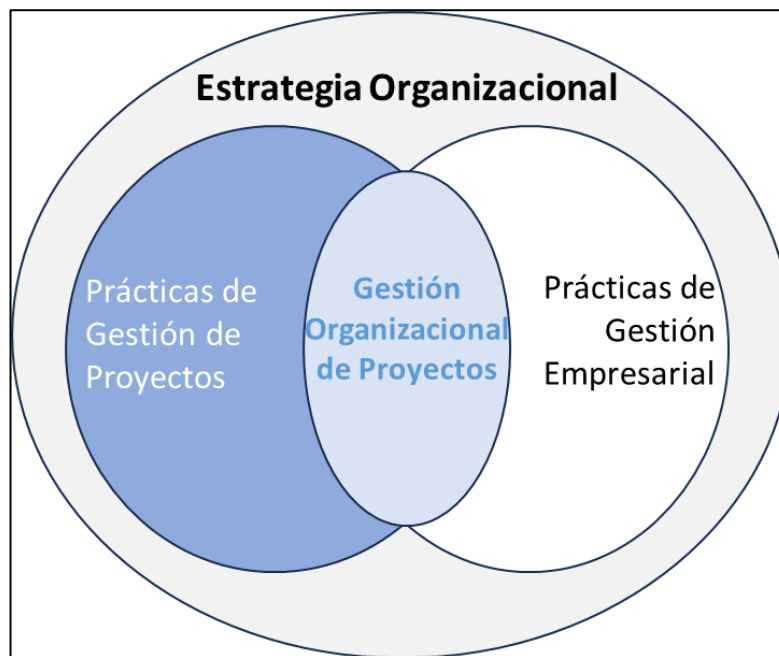 Estrategia Organizacional
Prácticas de
Gestión de
Proyectos
Gestión
Organizacional
de Proyectos
Prácticas de
Gestión
Empresarial